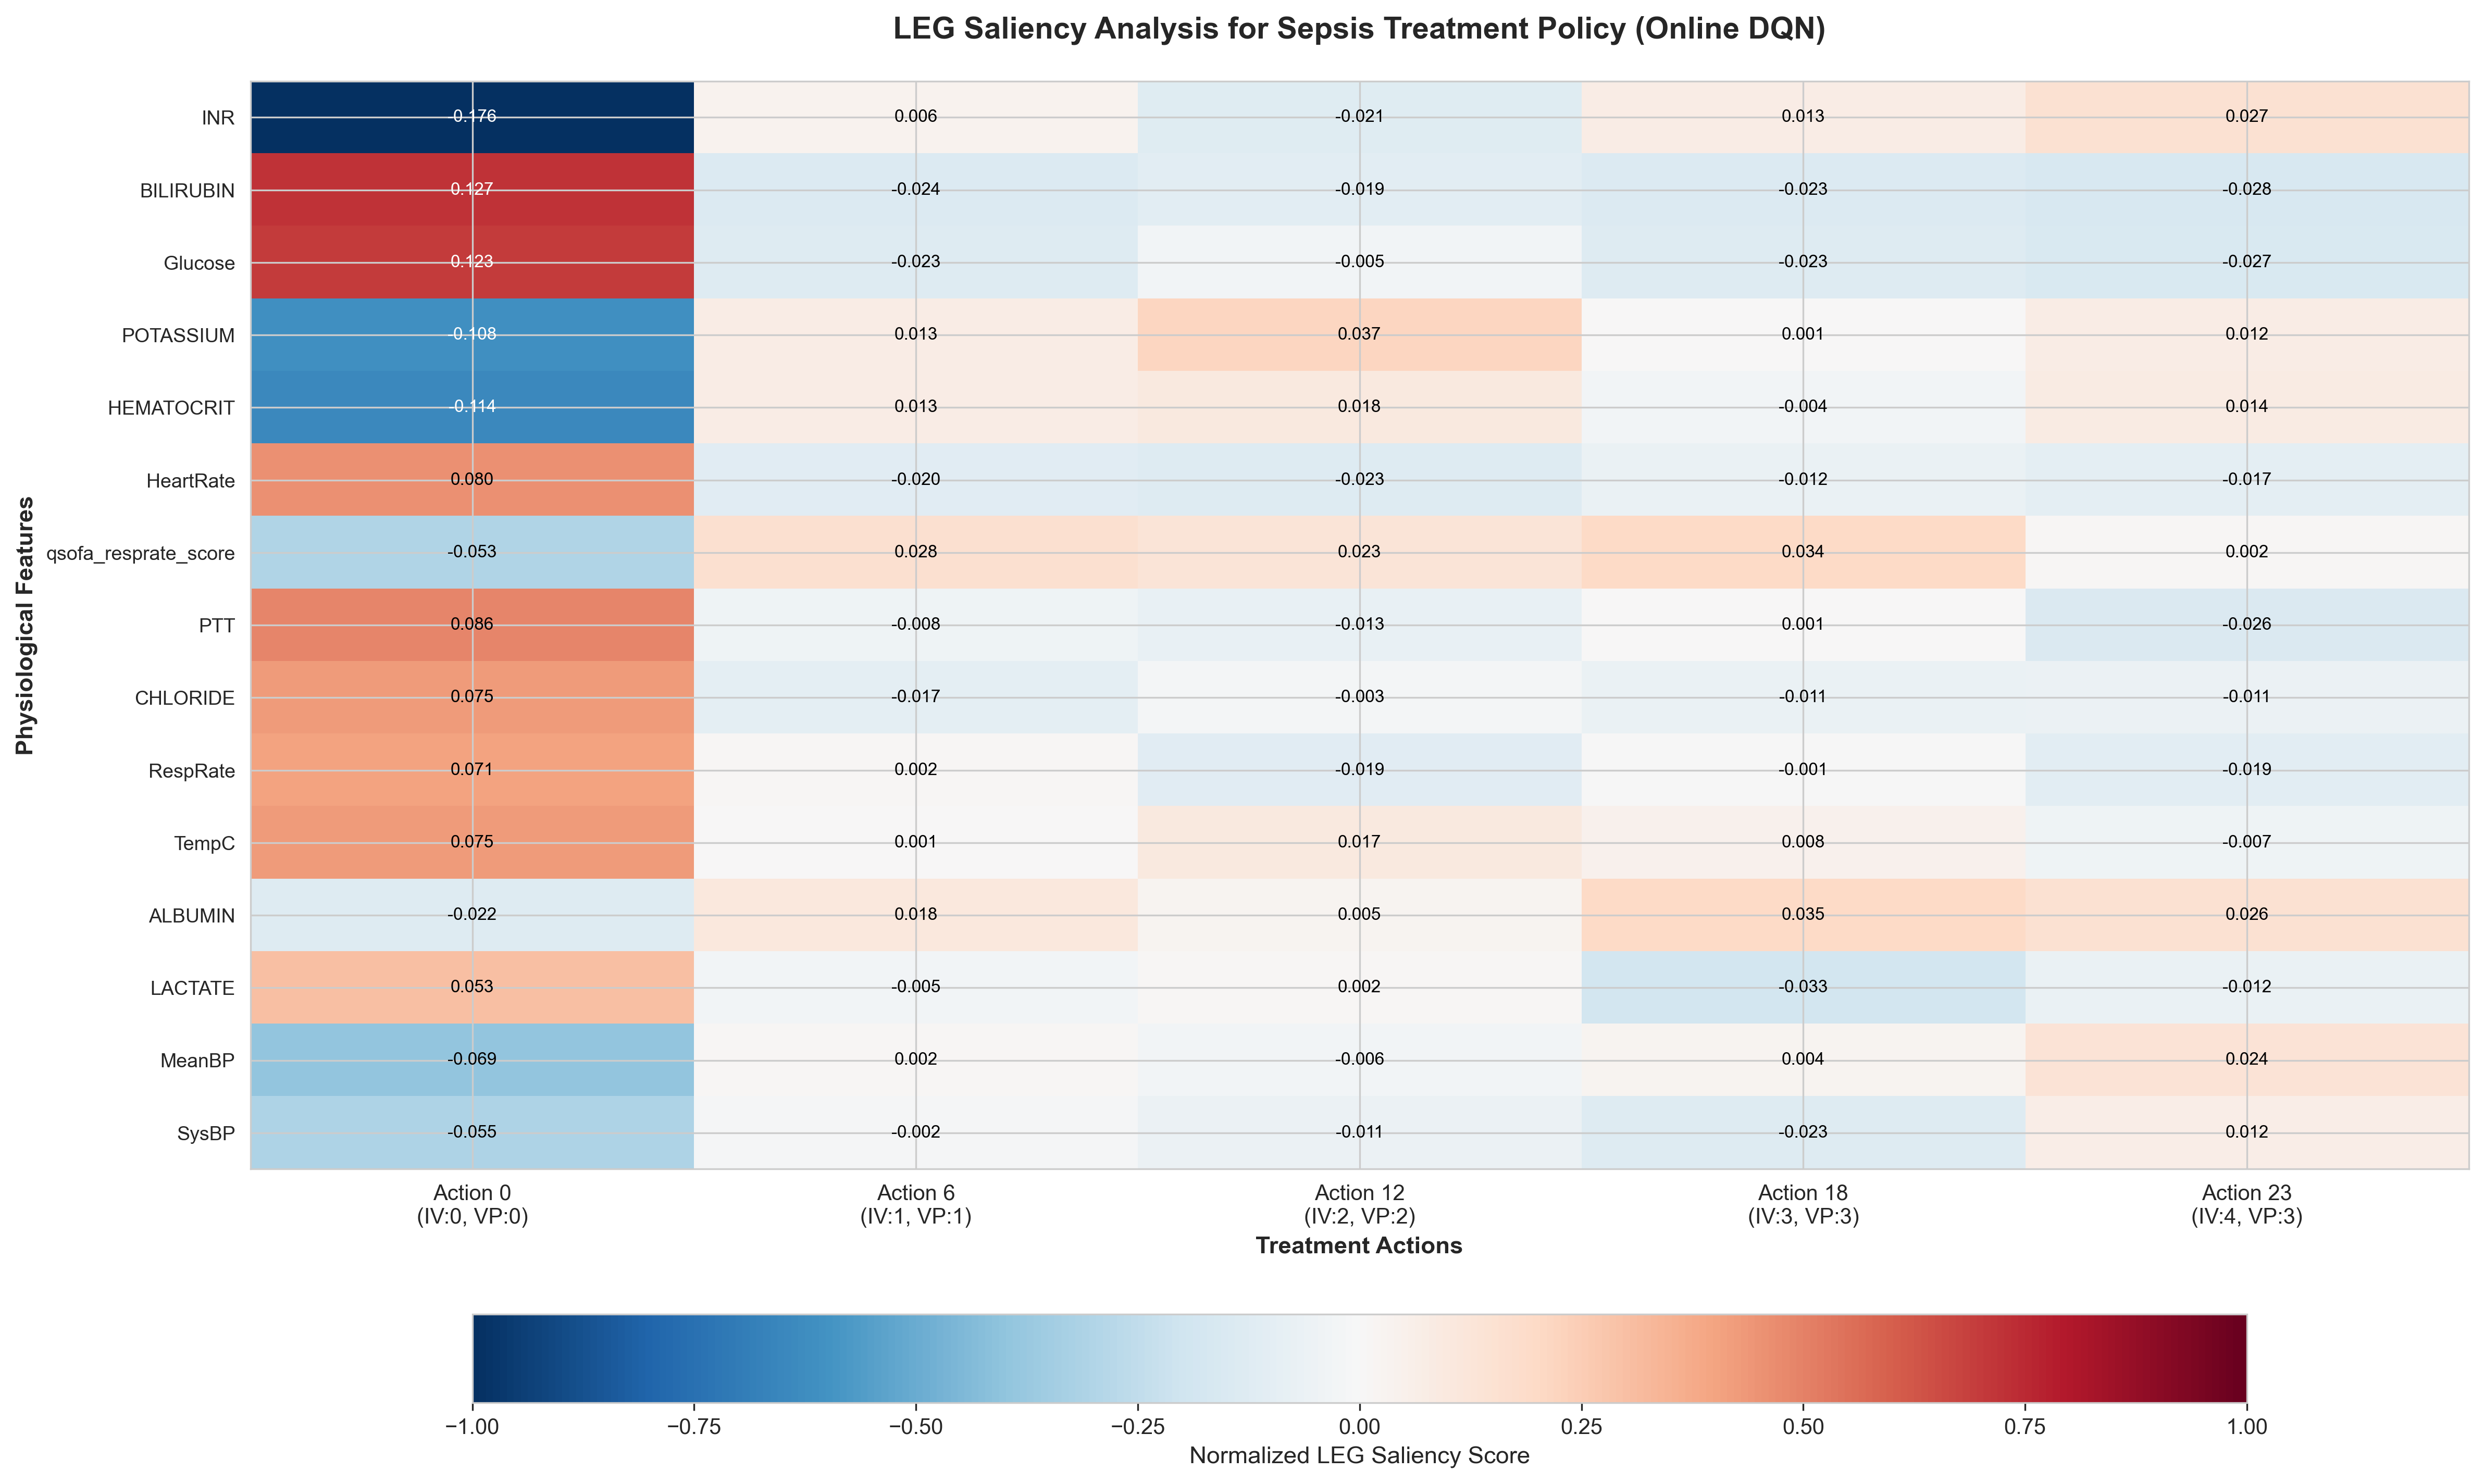 LEG Saliency Analysis for Sepsis Treatment Policy (Online DQN)
Physiological Features
INR -0.176 0.006 -0.021 0.013 0.027
BILIRUBIN 0.127 -0.024 -0.019 -0.023 -0.028
Glucose 0.123 -0.023 -0.005 -0.023 -0.027
POTASSIUM -0.108 0.013 0.037 0.001 0.012
HEMATOCRIT -0.114 0.013 0.018 -0.004 0.014
HeartRate 0.080 -0.020 -0.023 -0.012 -0.017
qsofa_resprate_score -0.053 0.028 0.023 0.034 0.002
PTT 0.086 -0.008 -0.013 0.001 -0.026
CHLORIDE 0.075 -0.017 -0.003 -0.011 -0.011
RespRate 0.071 0.002 -0.019 -0.001 -0.019
TempC 0.075 0.001 0.017 0.008 -0.007
ALBUMIN -0.022 0.018 0.005 0.035 0.026
LACTATE 0.053 -0.005 0.002 -0.033 -0.012
MeanBP -0.069 0.002 -0.006 0.004 0.024
SysBP -0.055 -0.002 -0.011 -0.023 0.012
Action 0 Action 6 Action 12 Action 18 Action 23
(IV:0, VP:0) (IV:1, VP:1) (IV:2, VP:2) (IV:3, VP:3) (IV:4, VP:3)
Treatment Actions
−1.00 −0.75 −0.50 −0.25 0.00 0.25 0.50 0.75 1.00
Normalized LEG Saliency Score